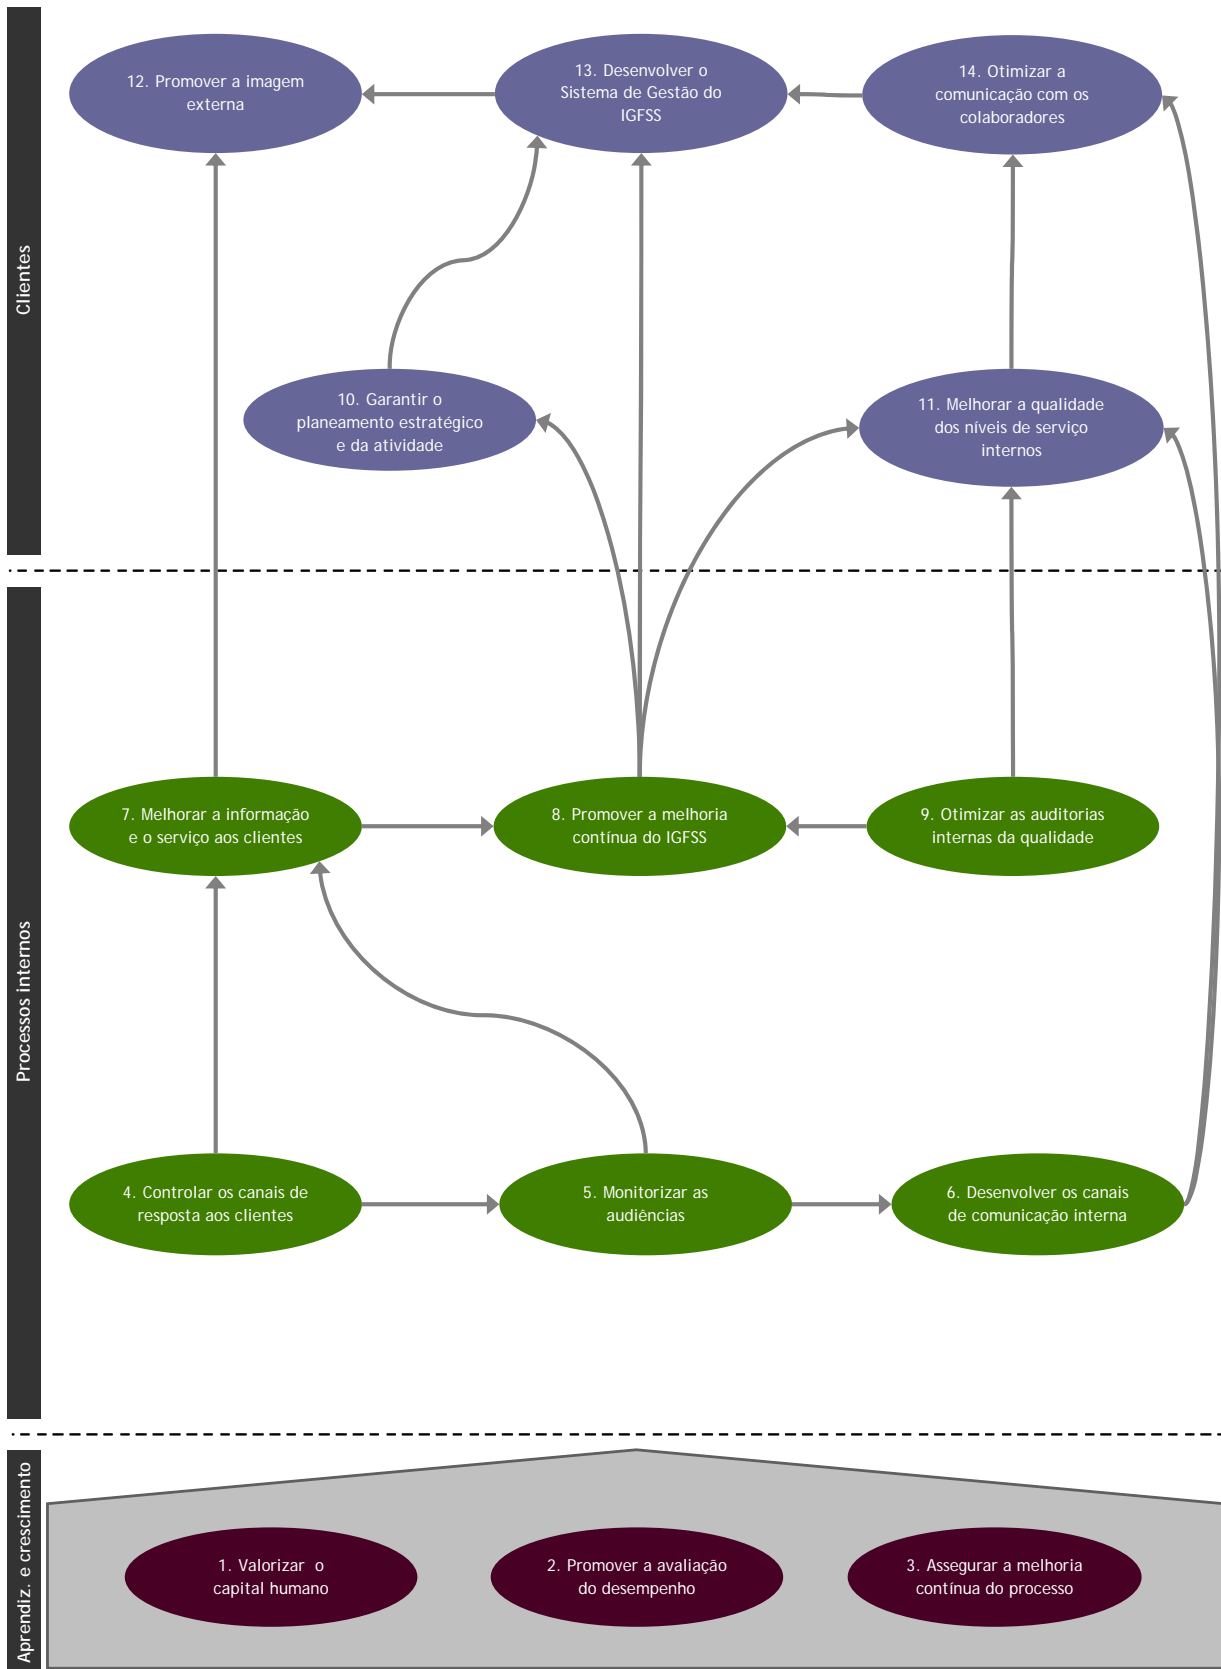 Clientes
12. Promover a imagem
externa
13. Desenvolver o
Sistema de Gestão do
IGFSS
14. Otimizar a
comunicação com os
colaboradores
10. Garantir o
planeamento estratégico
e da atividade
11. Melhorar a qualidade
dos níveis de serviço
internos
Processos internos
7. Melhorar a informação
e o serviço aos clientes
8. Promover a melhoria
contínua do IGFSS
9. Otimizar as auditorias
internas da qualidade
4. Controlar os canais de
resposta aos clientes
5. Monitorizar as
audiências
6. Desenvolver os canais
de comunicação interna
Aprendiz. e crescimento
1. Valorizar o
capital humano
2. Promover a avaliação
do desempenho
3. Assegurar a melhoria
contínua do processo